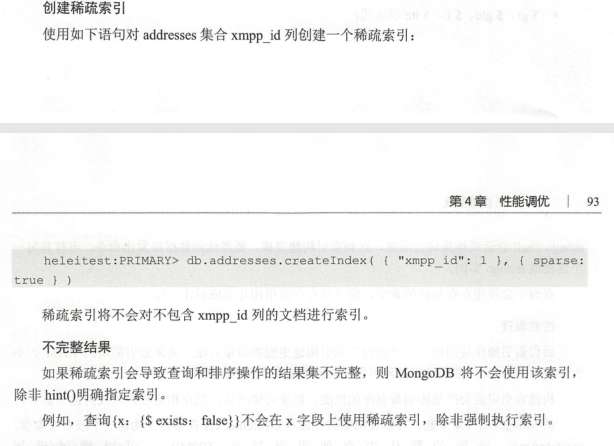 创建稀疏索引
使用如下语句对 addresses 集合 xmpp_id 列创建一个稀疏索引：
第 4 章 性能调优 | 93
heleitest:PRIMARY> db.addresses.createIndex( { "xmpp_id": 1 }, { sparse:
true } )
稀疏索引将不会对不包含 xmpp_id 列的文档进行索引。
不完整结果
如果稀疏索引会导致查询和排序操作的结果集不完整，则 MongoDB 将不会使用该索引，
除非 hint()明确指定索引。
例如，查询{x:  {$ exists:  false}}不会在 x 字段上使用稀疏索引，除非强制执行索引。